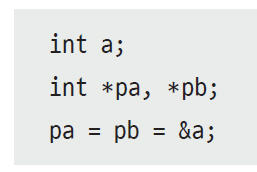 int a;
int *pa, *pb;
pa = pb = &a;